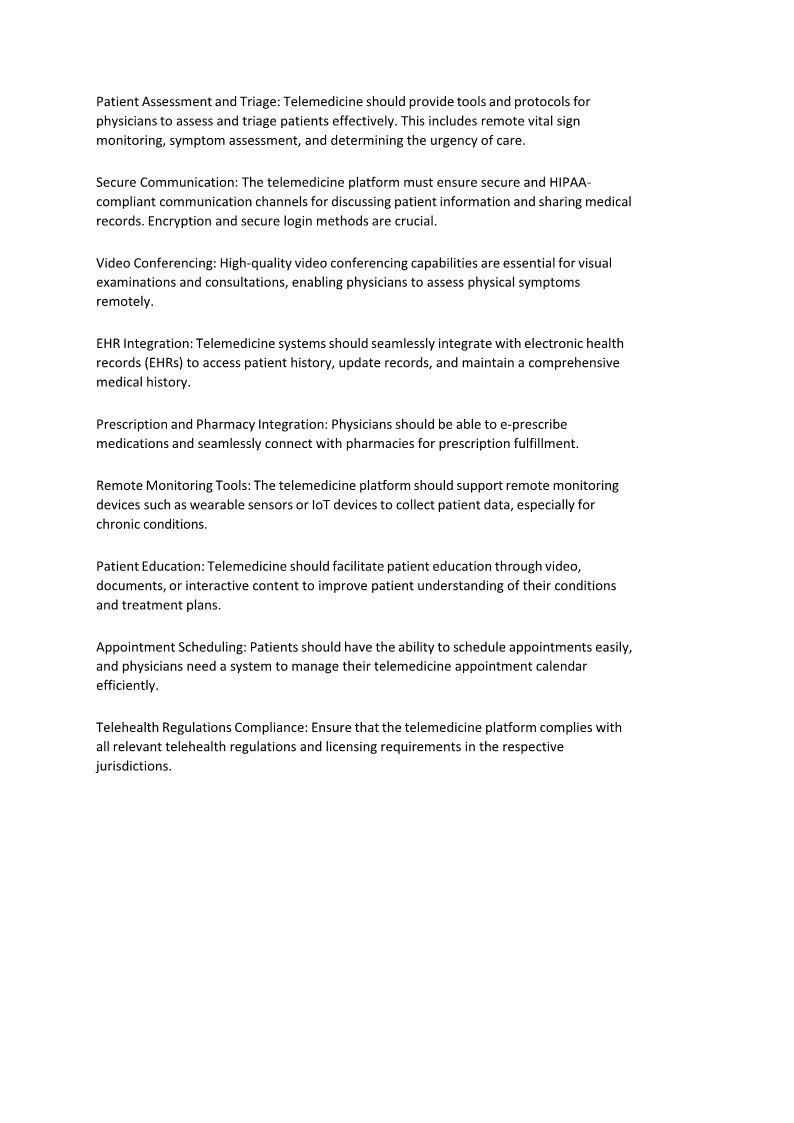 Patient Assessment and Triage: Telemedicine should provide tools and protocols for
physicians to assess and triage patients effectively. This includes remote vital sign
monitoring, symptom assessment, and determining the urgency of care.
Secure Communication: The telemedicine platform must ensure secure and HIPAA-
compliant communication channels for discussing patient information and sharing medical
records. Encryption and secure login methods are crucial.
Video Conferencing: High-quality video conferencing capabilities are essential for visual
examinations and consultations, enabling physicians to assess physical symptoms
remotely.
EHR Integration: Telemedicine systems should seamlessly integrate with electronic health
records (EHRs) to access patient history, update records, and maintain a comprehensive
medical history.
Prescription and Pharmacy Integration: Physicians should be able to e-prescribe
medications and seamlessly connect with pharmacies for prescription fulfillment.
Remote Monitoring Tools: The telemedicine platform should support remote monitoring
devices such as wearable sensors or IoT devices to collect patient data, especially for
chronic conditions.
Patient Education: Telemedicine should facilitate patient education through video,
documents, or interactive content to improve patient understanding of their conditions
and treatment plans.
Appointment Scheduling: Patients should have the ability to schedule appointments easily,
and physicians need a system to manage their telemedicine appointment calendar
efficiently.
Telehealth Regulations Compliance: Ensure that the telemedicine platform complies with
all relevant telehealth regulations and licensing requirements in the respective
jurisdictions.